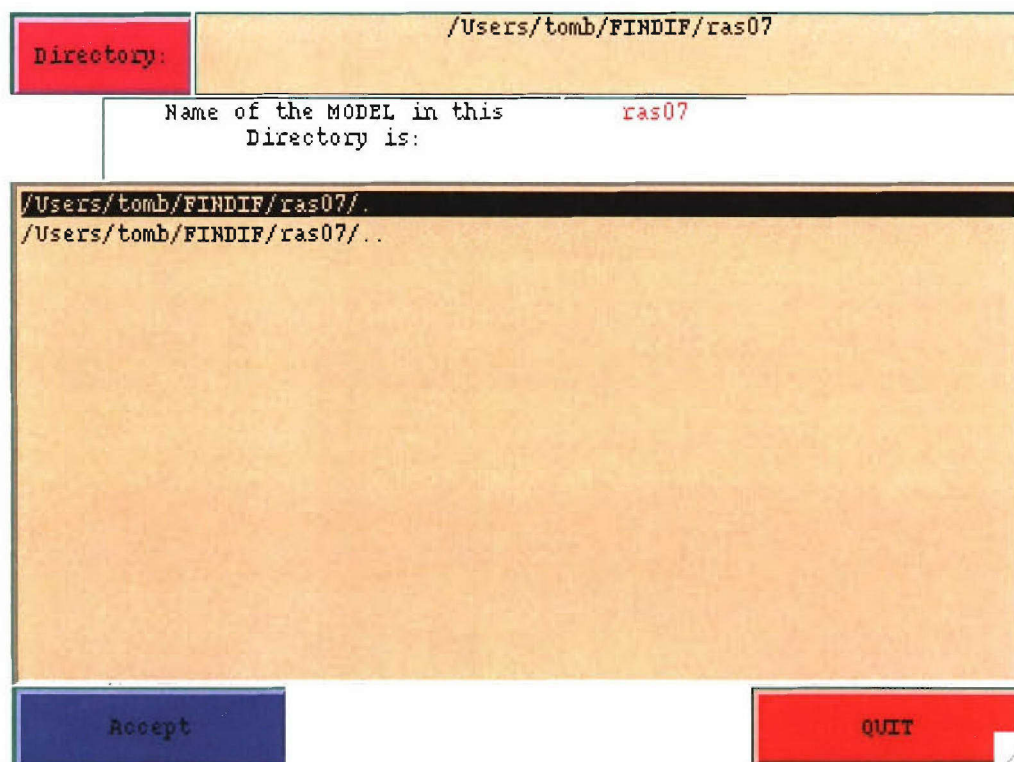 Directory:
/Users/tomb/FINDIF/ras07
Name of the MODEL in this
Directory is:
ras07
/Users/tomb/FINDIF/ras07/.
/Users/tomb/FINDIF/ras07/..
Accept
QUIT